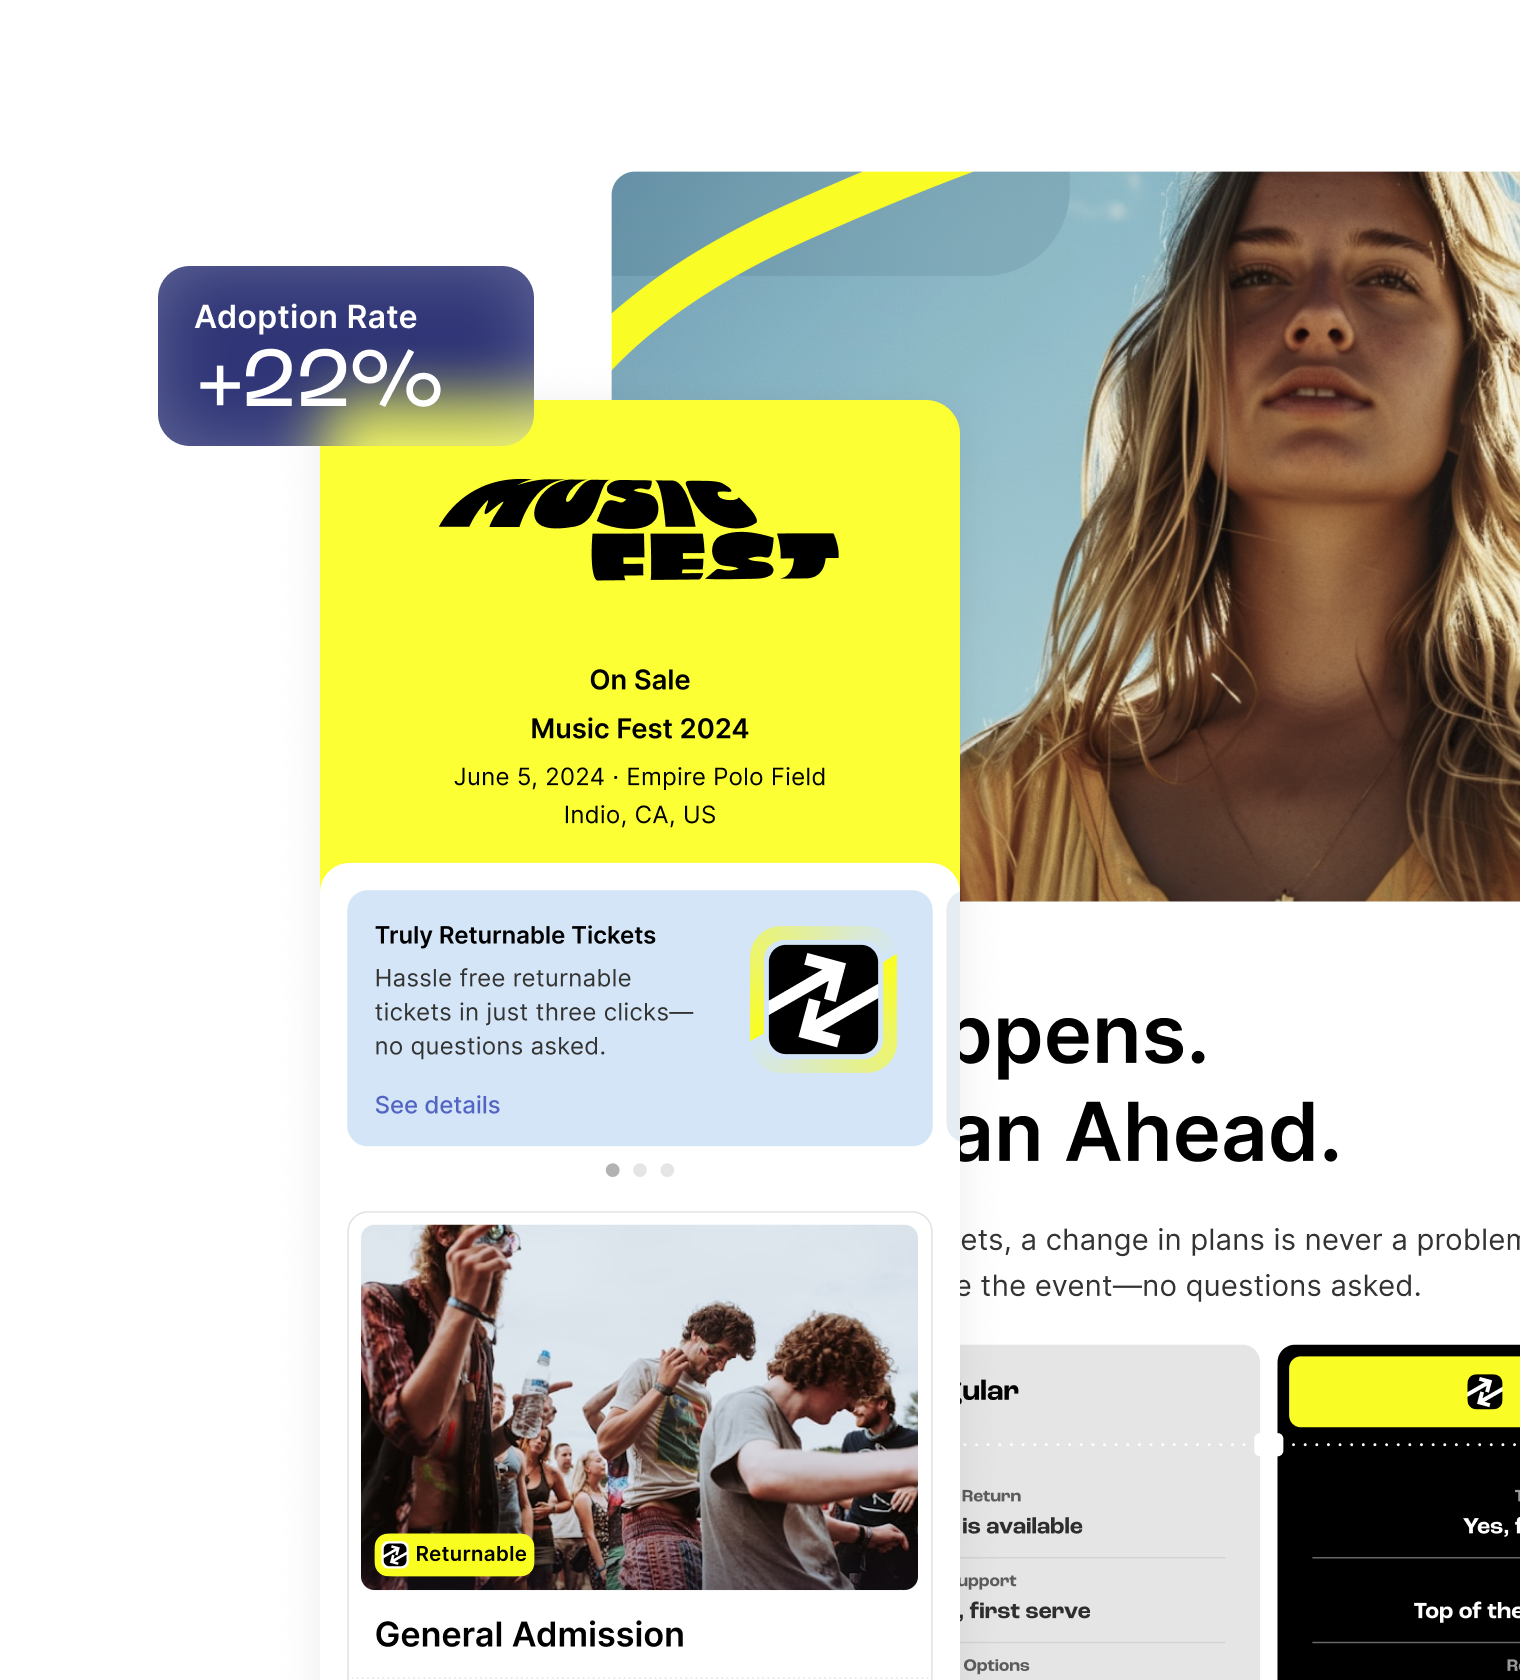 Adoption Rate
+22%
MUSIC
FEST
On Sale
Music Fest 2024
June 5, 2024 · Empire Polo Field
Indio, CA, US
Truly Returnable Tickets
Hassle free returnable
tickets in just three clicks—
no questions asked.
See details
Returnable
General Admission
ppens.
an Ahead.
ets, a change in plans is never a problem
e the event—no questions asked.
gular
Return
is available
upport
, first serve
Options
Yes, f
Top of the